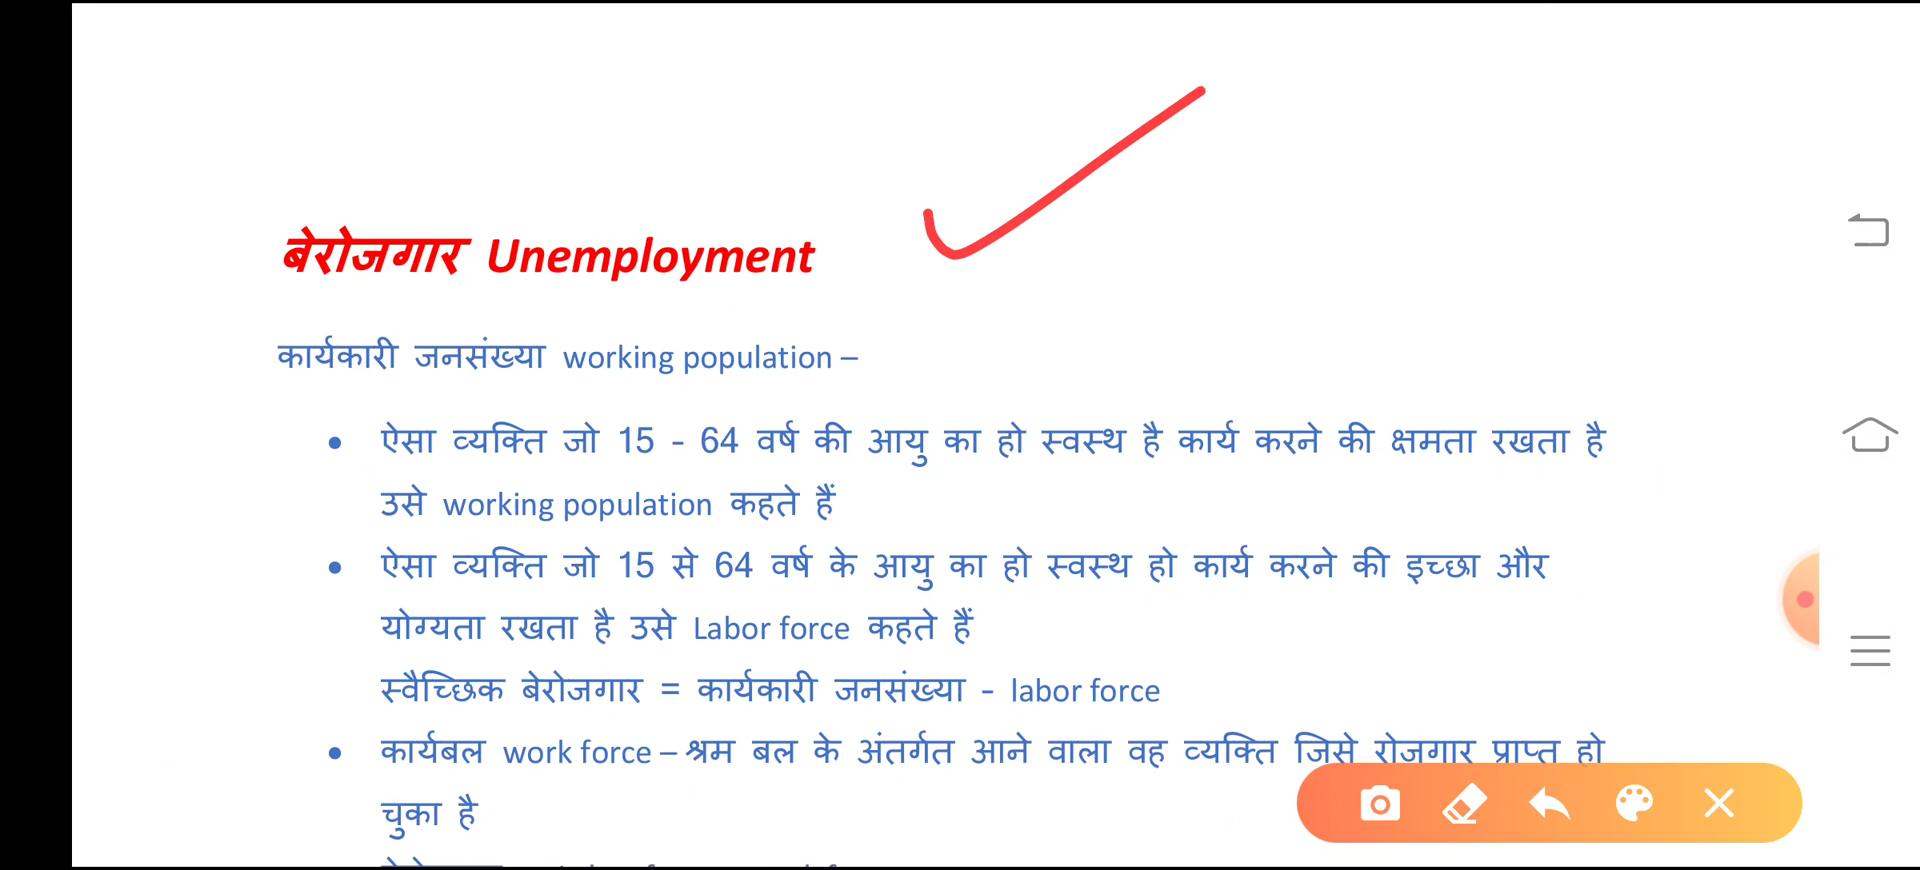 बेरोजगार Unemployment
कार्यकारी जनसंख्या working population –
• ऐसा व्यक्ति जो 15 - 64 वर्ष की आयु का हो स्वस्थ है कार्य करने की क्षमता रखता है
उसे working population कहते हैं
• ऐसा व्यक्ति जो 15 से 64 वर्ष के आयु का हो स्वस्थ हो कार्य करने की इच्छा और
योग्यता रखता है उसे Labor force कहते हैं
स्वैच्छिक बेरोजगार = कार्यकारी जनसंख्या - labor force
• कार्यबल work force – श्रम बल के अंतर्गत आने वाला वह व्यक्ति जिसे रोजगार प्राप्त हो
चुका है